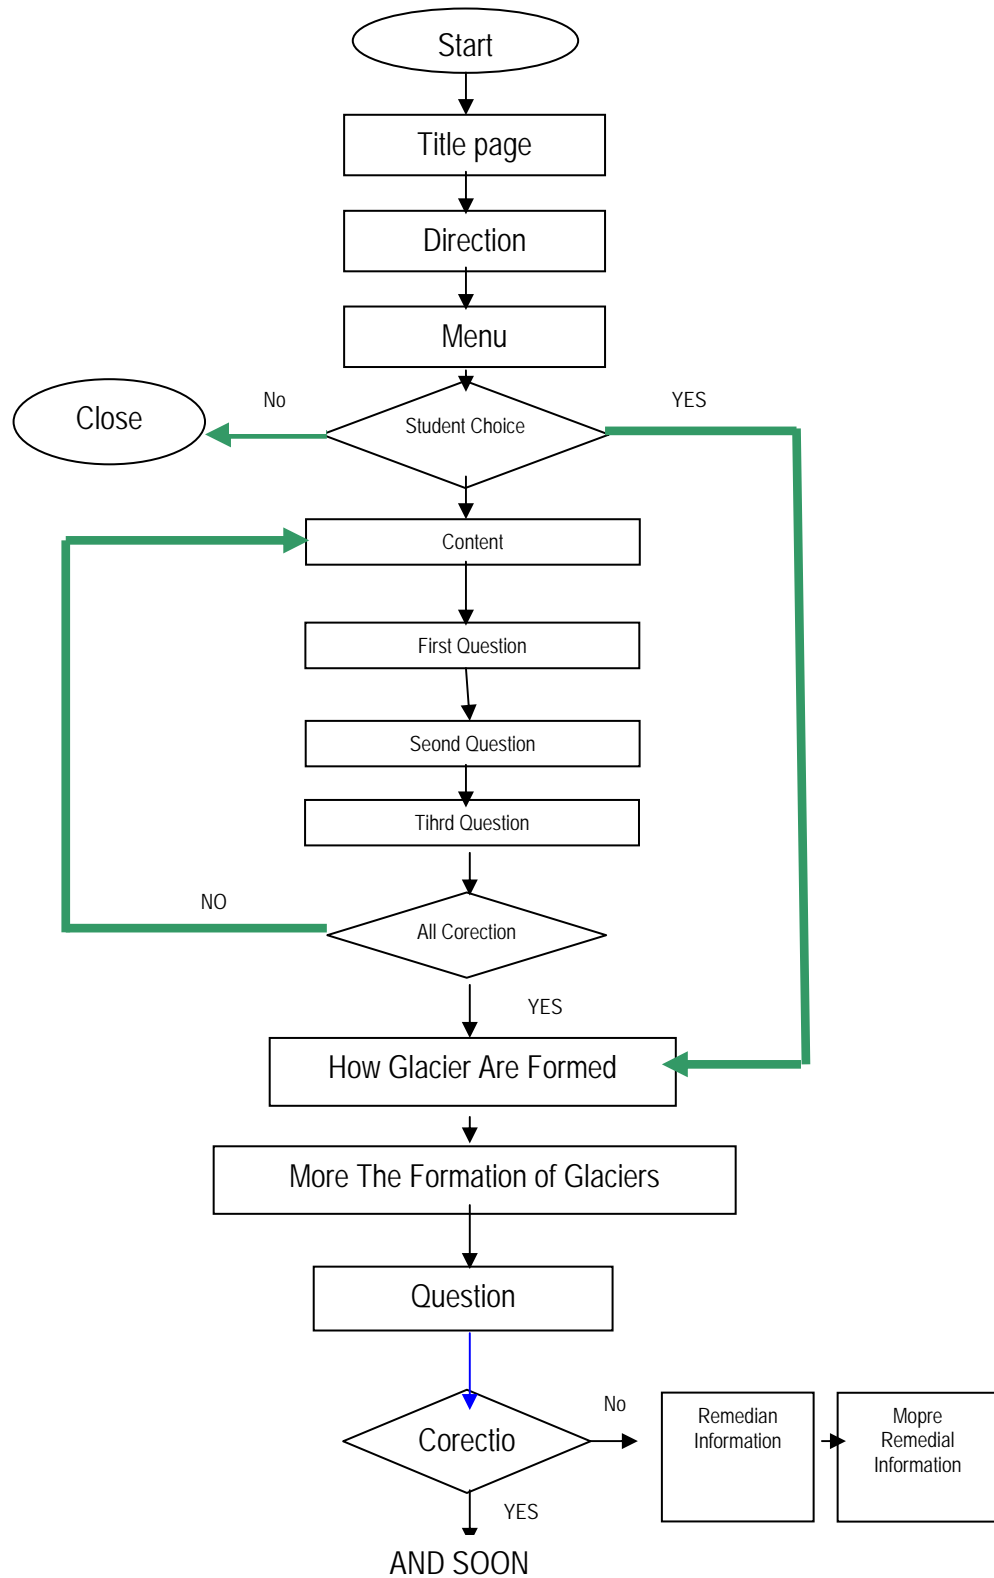 Start
Title page
Direction
Menu
Close
No
Student Choice
YES
Content
First Question
Seond Question
Tihrd Question
NO
All Corection
YES
How Glacier Are Formed
More The Formation of Glaciers
Question
Corectio
No
Remedian
Information
Mopre
Remedial
Information
YES
AND SOON